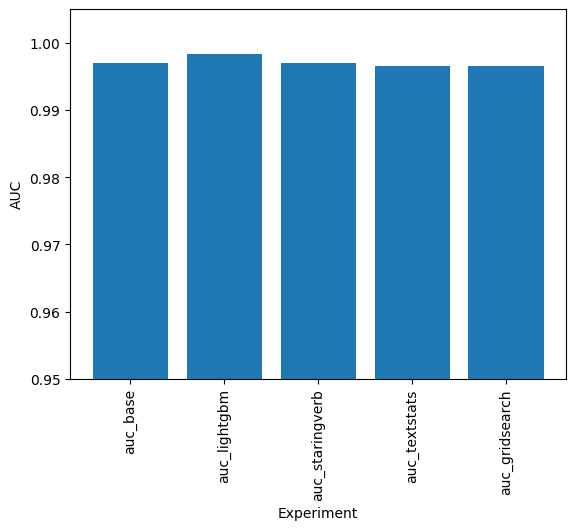 1.00
0.99
0.98
0.97
0.96
0.95
AUC
auc_base
auc_lightgbm
auc_staringverb
auc_textstats
auc_gridsearch
Experiment